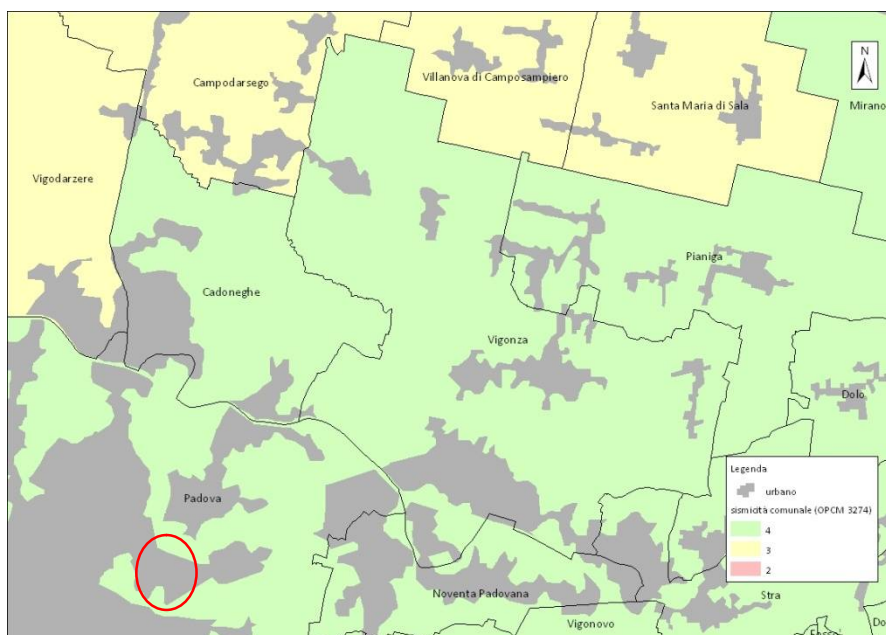 N
Campodarsego
Villanova di Camposampiero
Santa Maria di Sala
Mirano
Vigodarzere
Pianiga
Cadoneghe
Vigonza
Dolo
Legenda
urbano
sismicità comunale (OPCM 3274)
4
3
2
Padova
Noventa Padovana
Stra
Vigonovo